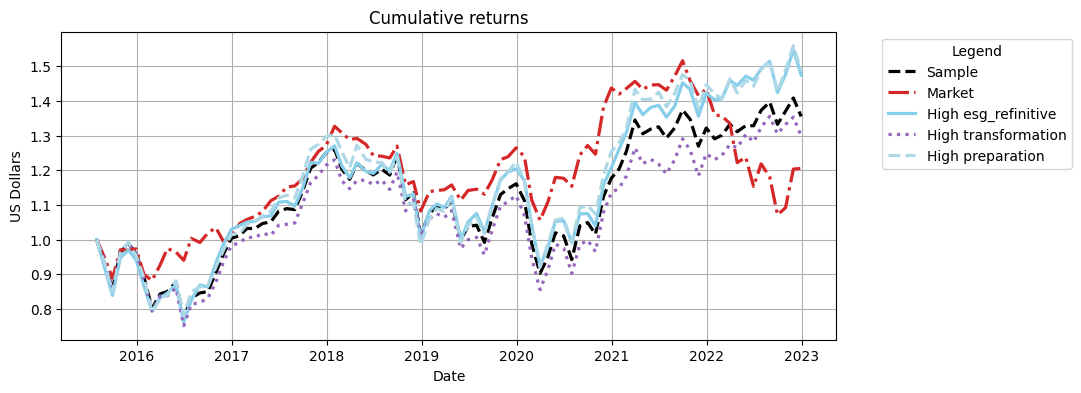 Cumulative returns
US Dollars
1.5
1.4
1.3
1.2
1.1
1.0
0.9
0.8
2016 2017 2018 2019 2020 2021 2022 2023
Date
Legend
Sample
Market
High esg_refinitive
High transformation
High preparation